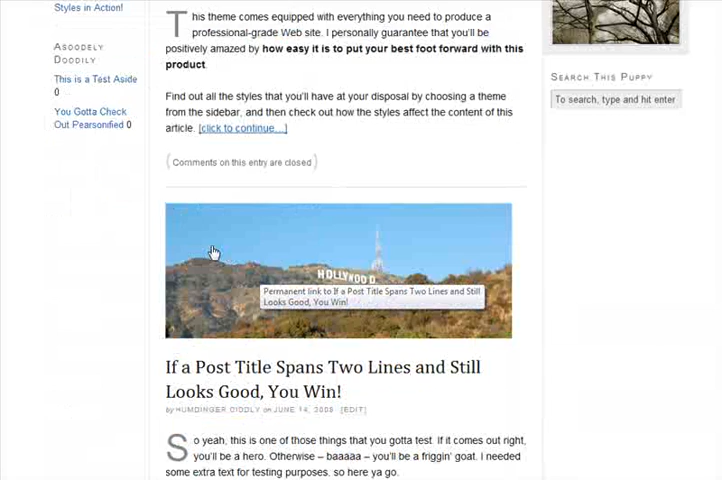 Styles in Action!
Asoodely
Doodily
This is a Test Aside
0
You Gotta Check
Out Pearsonified 0
This theme comes equipped with everything you need to produce a
professional-grade Web site. I personally guarantee that you'll be
positively amazed by how easy it is to put your best foot forward with this
product.
Find out all the styles that you'll have at your disposal by choosing a theme
from the sidebar, and then check out how the styles affect the content of this
article. [click to continue...]
(Comments on this entry are closed)
HOLLYWOOD
Permanent link to If a Post Title Spans Two Lines and Still
Looks Good, You Win!
If a Post Title Spans Two Lines and Still
Looks Good, You Win!
by HUMDINGER DIDDLY on JUNE 14, 2008 [EDIT]
So yeah, this is one of those things that you gotta test. If it comes out right,
you'll be a hero. Otherwise – baaaaa – you'll be a friggin' goat. I needed
some extra text for testing purposes, so here ya go.
Search This Puppy
To search, type and hit enter